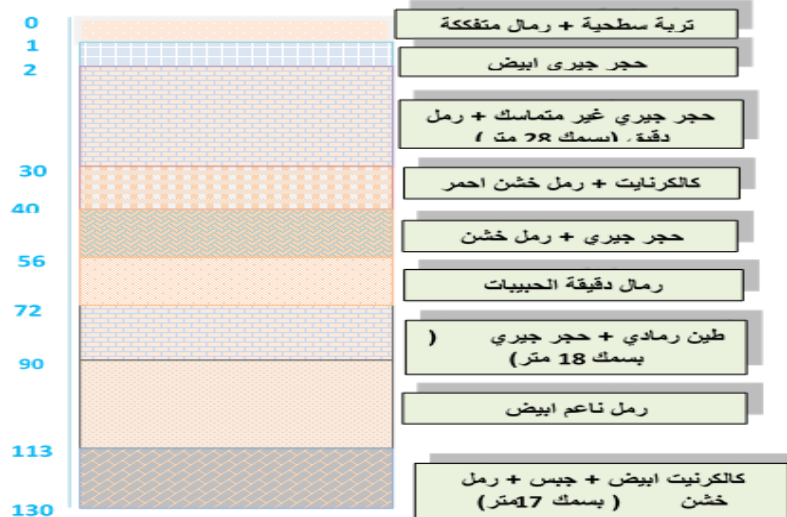 0
تربة سطحية + رمال متفككة
1
حجر جيرى ابيض
2
حجر جيري غير متماسك + رمل
دقيق (بسمك 28 متر )
30
كالكرنايت + رمل خشن احمر
40
حجر جيري + رمل خشن
56
رمال دقيقة الحبيبات
72
طين رمادي + حجر جيري (
بسمك 18 متر)
90
رمل ناعم ابيض
113
كالكرنيت ابيض + جبس + رمل
خشن ( بسمك 17متر)
130